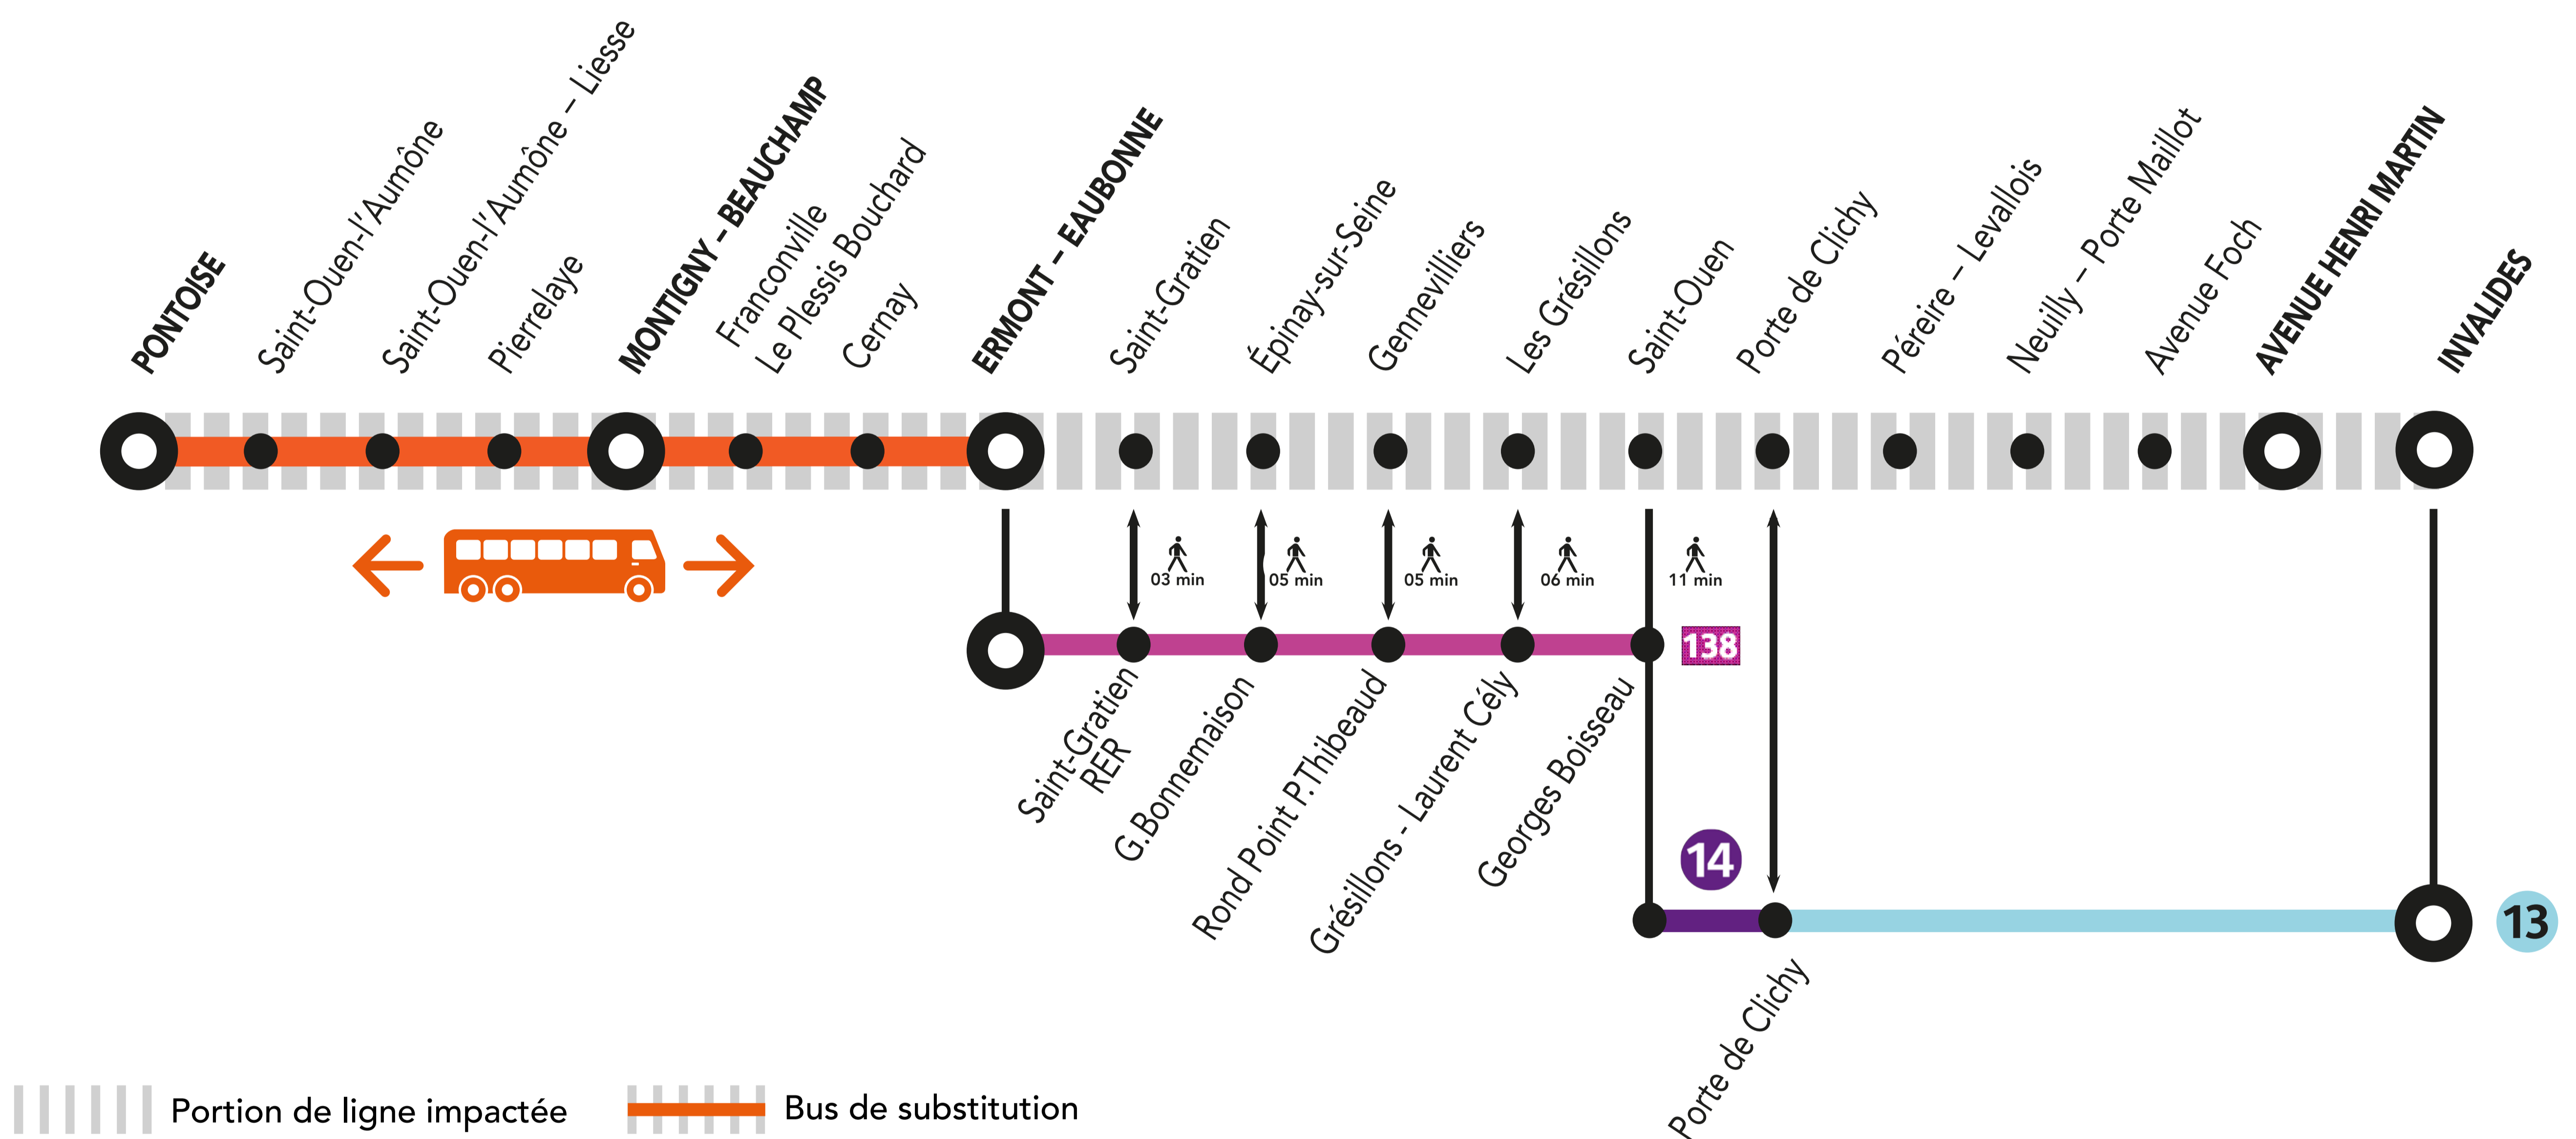 PONTOISE
Saint-Ouen-l'Aumône
Saint-Ouen-l'Aumône – Liesse
Pierrelaye
MONTIGNY – BEAUCHAMP
Franconville
Le Plessis Bouchard
Cernay
ERMONT – EAUBONNE
Saint-Gratien
Épinay-sur-Seine
Gennevilliers
Les Grésillons
Saint-Ouen
Porte de Clichy
Péreire – Levallois
Neuilly – Porte Maillot
Avenue Foch
AVENUE HENRI MARTIN
INVALIDES
03 min
05 min
05 min
06 min
11 min
138
Saint-Gratien
RER
G.Bonnemaison
Rond Point P.Thibeaud
Grésillons - Laurent Cély
Georges Boisseau
14
13
Porte de Clichy
Portion de ligne impactée
Bus de substitution